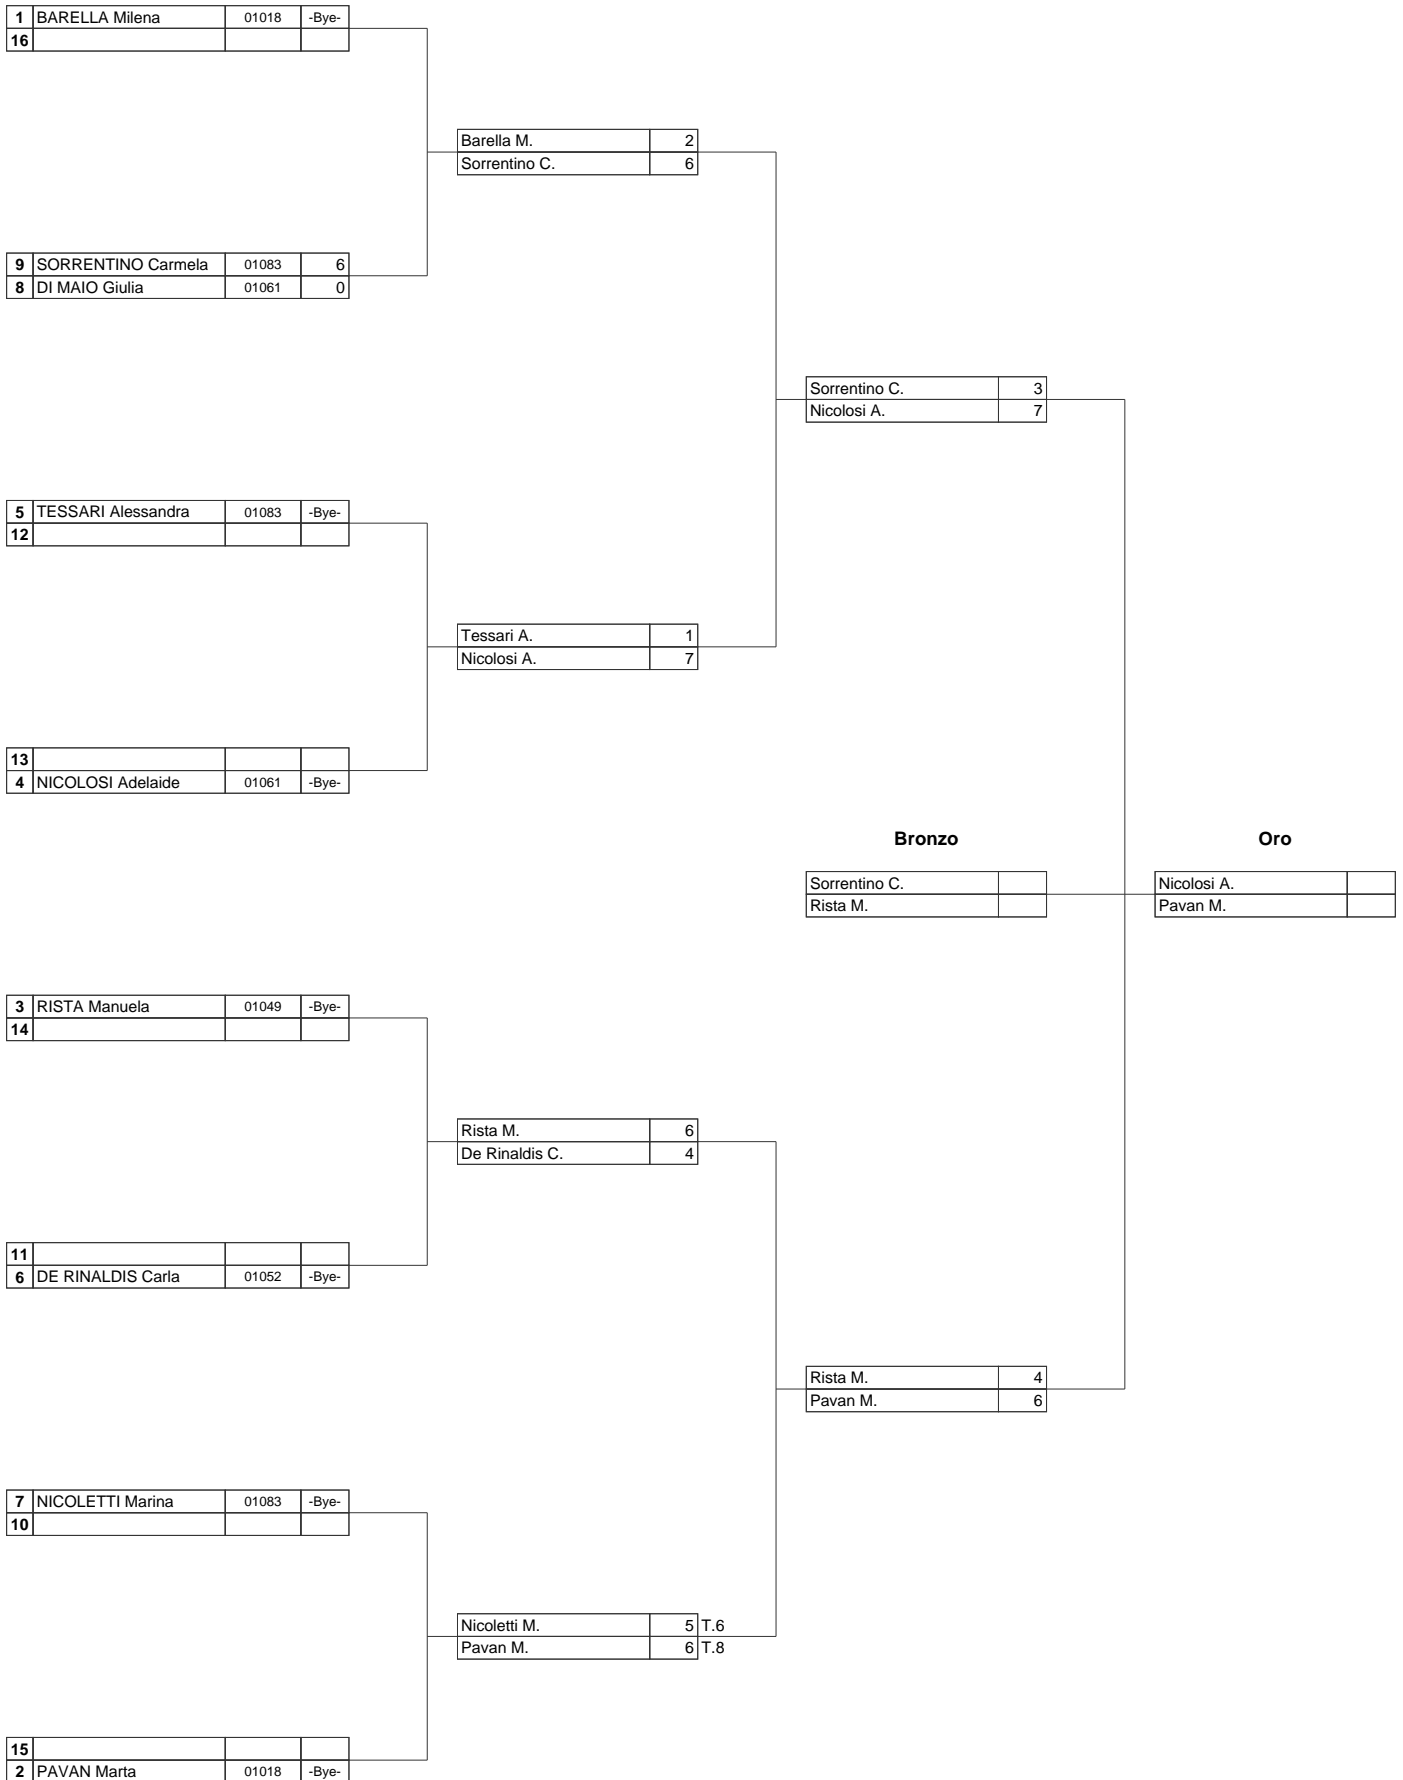 1 BARELLA Milena 01018 -Bye-
16
Barella M. 2
Sorrentino C. 6
9 SORRENTINO Carmela 01083 6
8 DI MAIO Giulia 01061 0
Sorrentino C. 3
Nicolosi A. 7
5 TESSARI Alessandra 01083 -Bye-
12
Tessari A. 1
Nicolosi A. 7
13
4 NICOLOSI Adelaide 01061 -Bye-
Bronzo Oro
Sorrentino C. Nicolosi A.
Rista M. Pavan M.
3 RISTA Manuela 01049 -Bye-
14
Rista M. 6
De Rinaldis C. 4
11
6 DE RINALDIS Carla 01052 -Bye-
Rista M. 4
Pavan M. 6
7 NICOLETTI Marina 01083 -Bye-
10
Nicoletti M. 5 T.6
Pavan M. 6 T.8
15
2 PAVAN Marta 01018 -Bye-